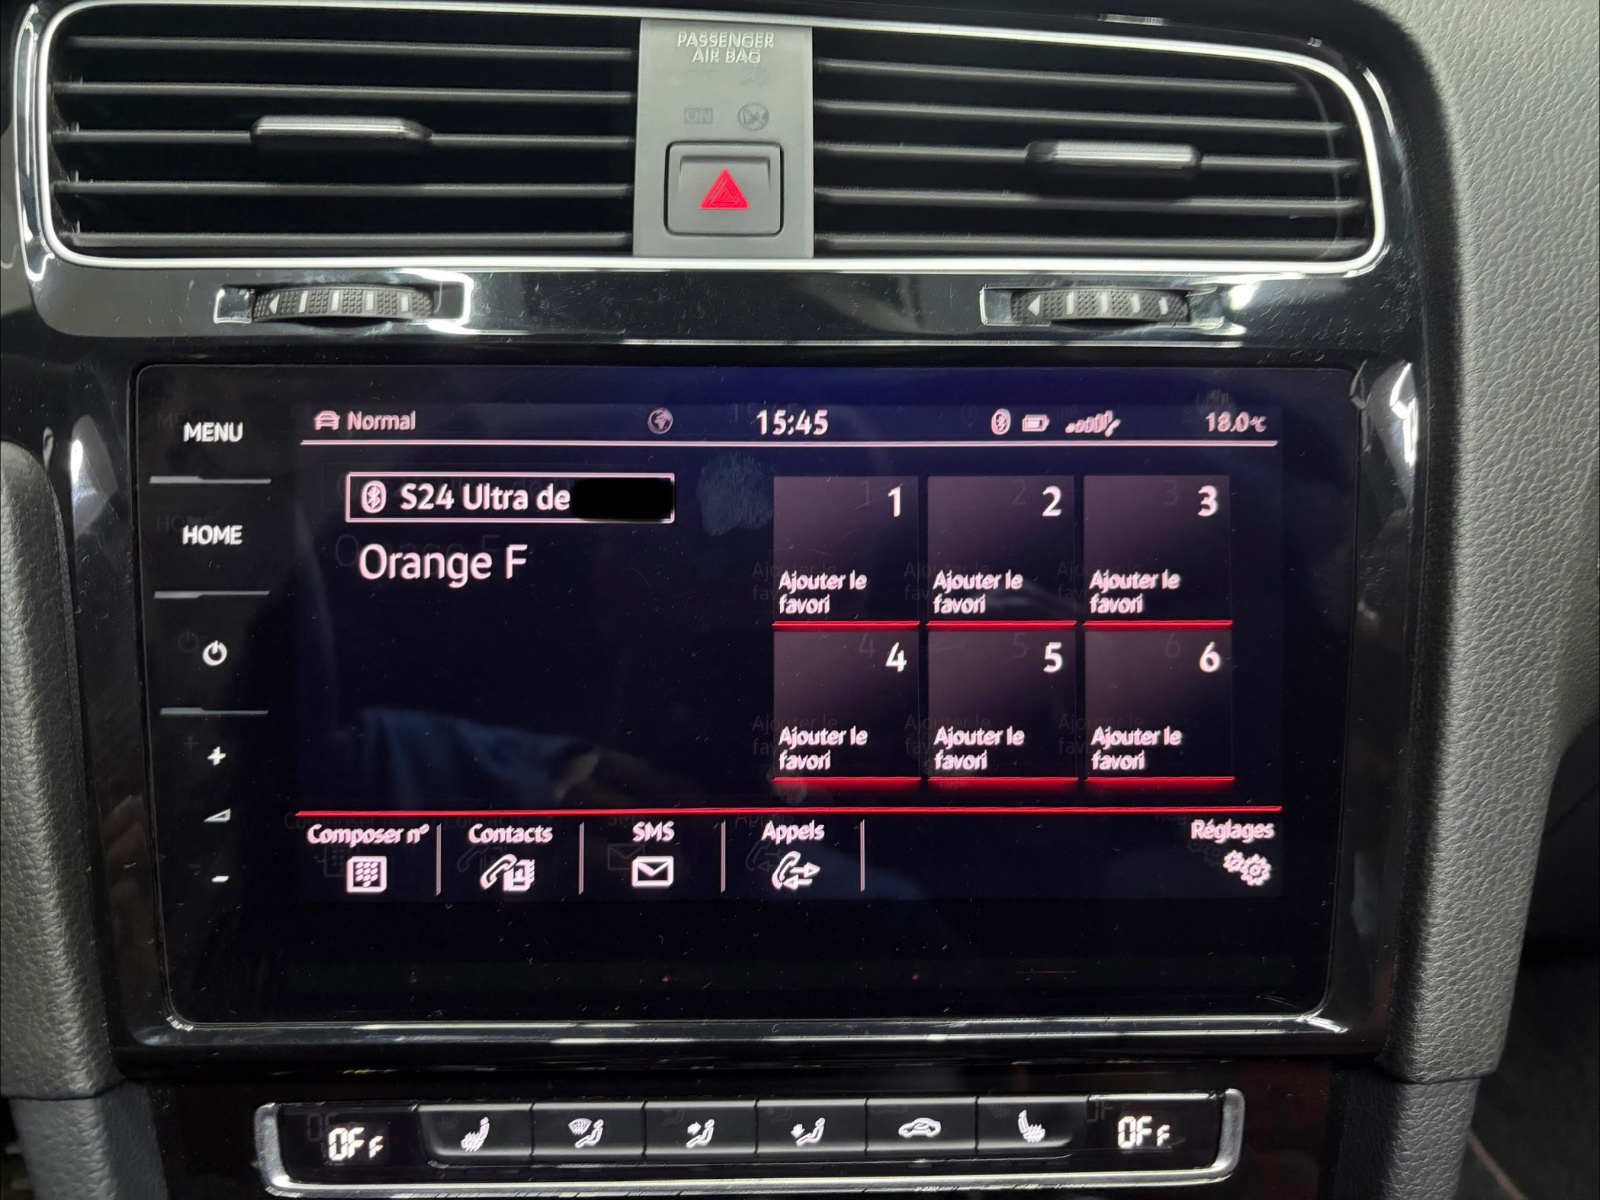 PASSENGER
AIR BAG
ON
MENU
HOME
Normal
15:45
18.0°C
S24 Ultra de
Orange F
1
2
3
Ajouter le
favori
Ajouter le
favori
Ajouter le
favori
4
5
6
Ajouter le
favori
Ajouter le
favori
Ajouter le
favori
Composer n°
Contacts
SMS
Appels
Réglages
+
-
OFF
OFF